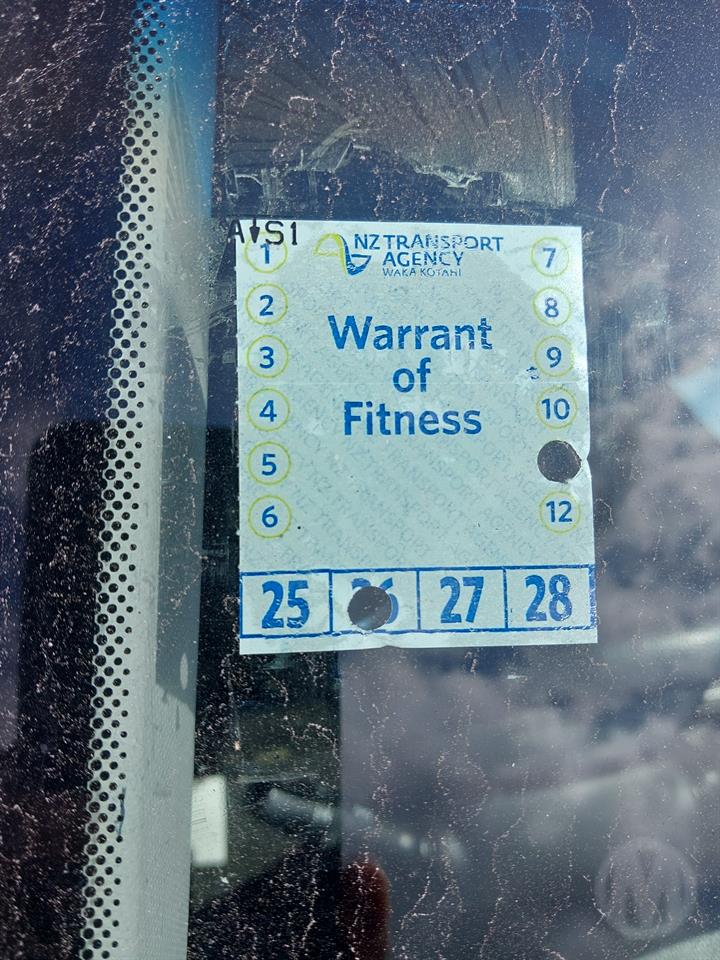 A↓S1
NZ TRANSPORT
AGENCY
WAKA KOTAHI
Warrant
of
Fitness
1 7
2 8
3 9
4 10
5
6 12
25 26 27 28
M